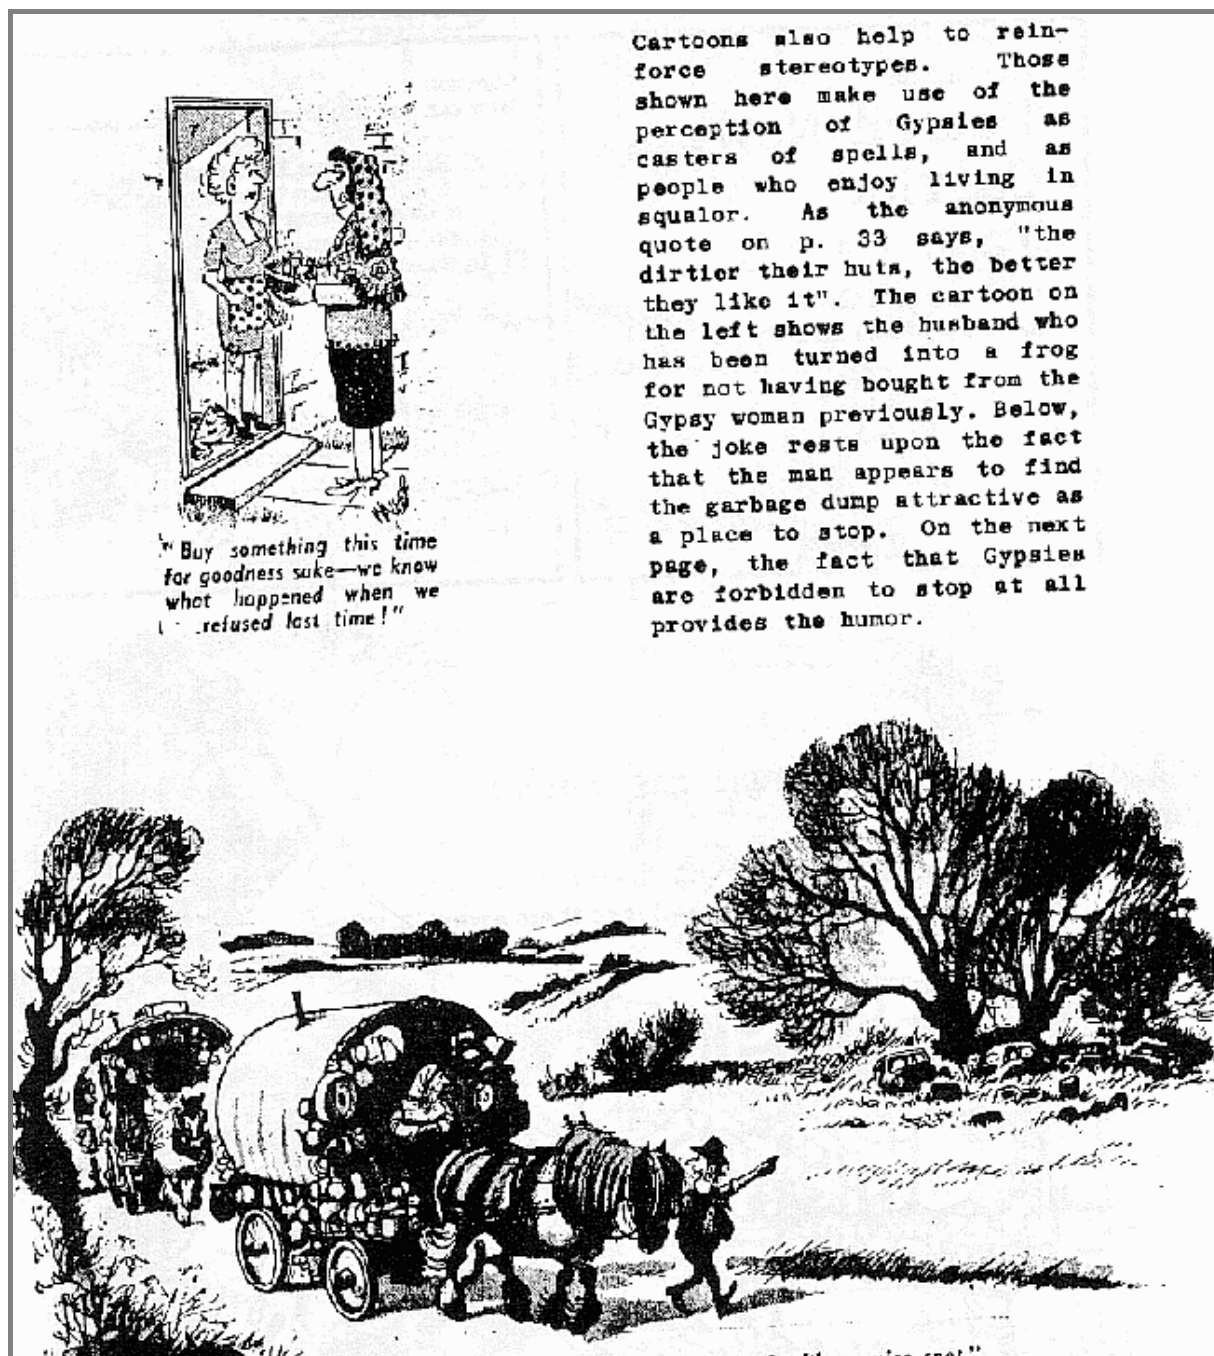 Cartoons also help to rein-
force stereotypes. Those
shown here make use of the
perception of Gypsies as
casters of spells, and as
people who enjoy living in
squalor. As the anonymous
quote on p. 33 says, "the
dirtier their huts, the better
they like it". The cartoon on
the left shows the husband who
has been turned into a frog
for not having bought from the
Gypsy woman previously. Below,
the joke rests upon the fact
that the man appears to find
the garbage dump attractive as
a place to stop. On the next
page, the fact that Gypsies
are forbidden to stop at all
provides the humor.
"Buy something this time
for goodness sake—we know
what happened when we
refused last time!"